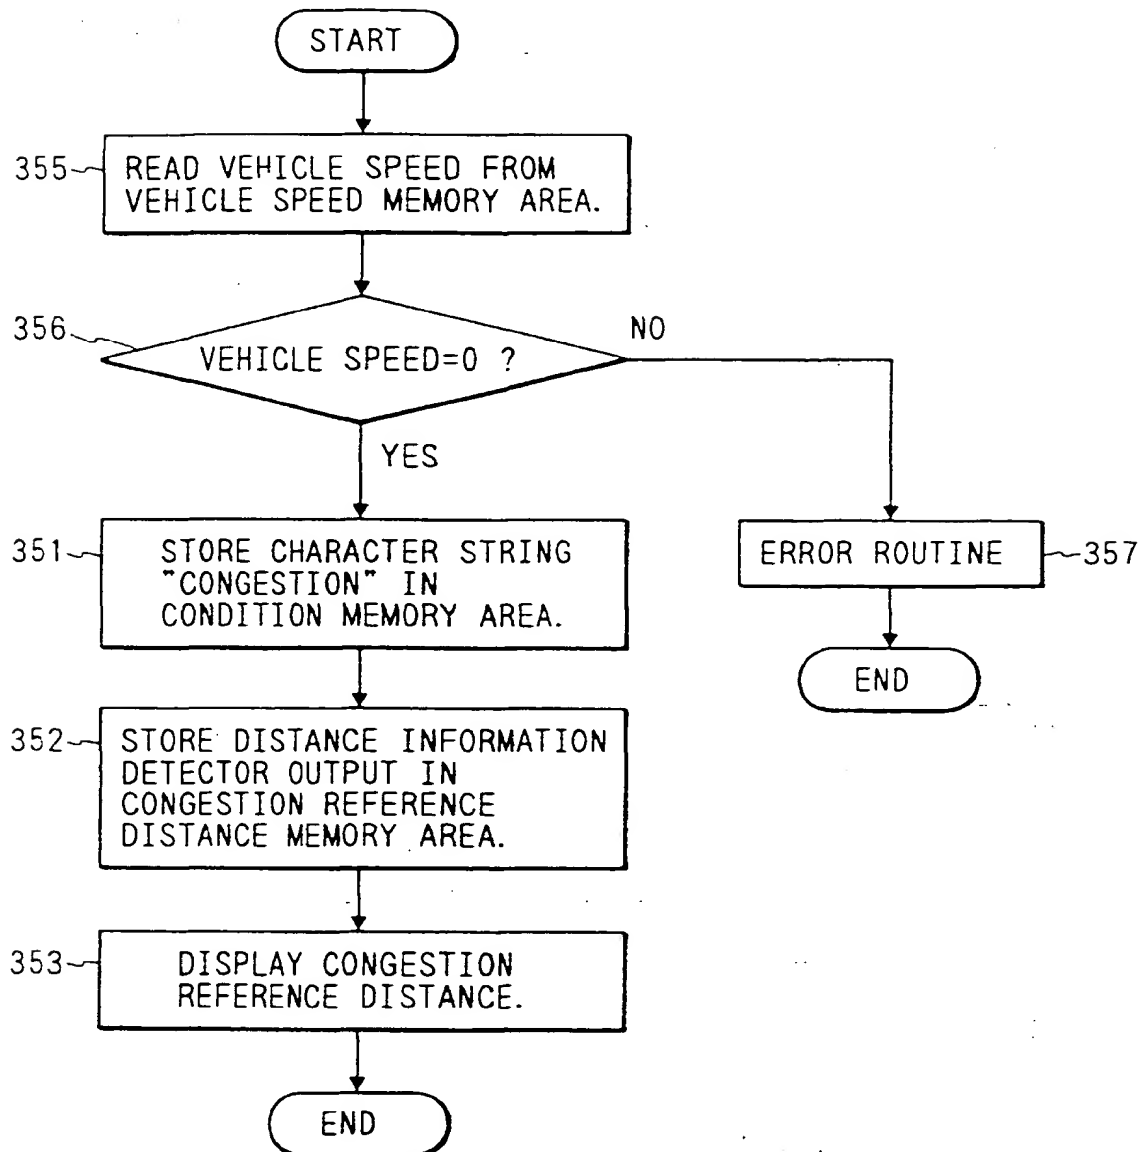 START
355
READ VEHICLE SPEED FROM
VEHICLE SPEED MEMORY AREA.
356
VEHICLE SPEED=0 ?
NO
YES
351
STORE CHARACTER STRING
"CONGESTION" IN
CONDITION MEMORY AREA.
ERROR ROUTINE
357
END
352
STORE DISTANCE INFORMATION
DETECTOR OUTPUT IN
CONGESTION REFERENCE
DISTANCE MEMORY AREA.
353
DISPLAY CONGESTION
REFERENCE DISTANCE.
END